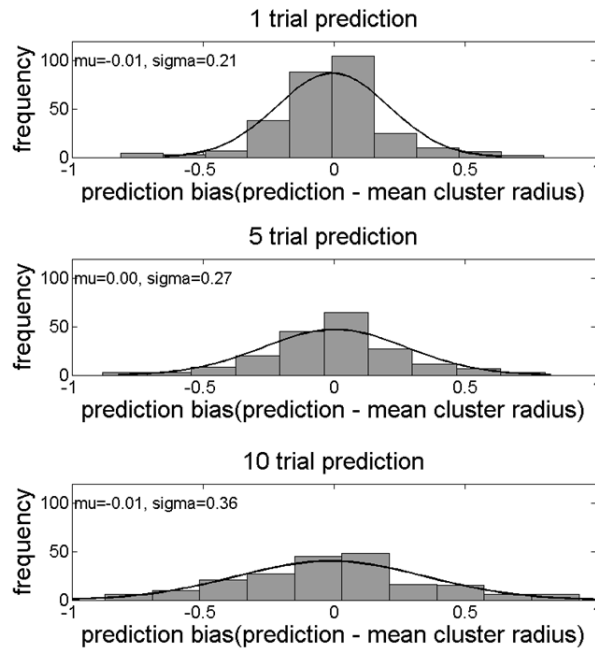 1 trial prediction
mu=-0.01, sigma=0.21
frequency
100
50
0
-1 -0.5 0 0.5 1
prediction bias(prediction - mean cluster radius)
5 trial prediction
mu=0.00, sigma=0.27
frequency
100
50
0
-1 -0.5 0 0.5 1
prediction bias(prediction - mean cluster radius)
10 trial prediction
mu=-0.01, sigma=0.36
frequency
100
50
0
-1 -0.5 0 0.5 1
prediction bias(prediction - mean cluster radius)